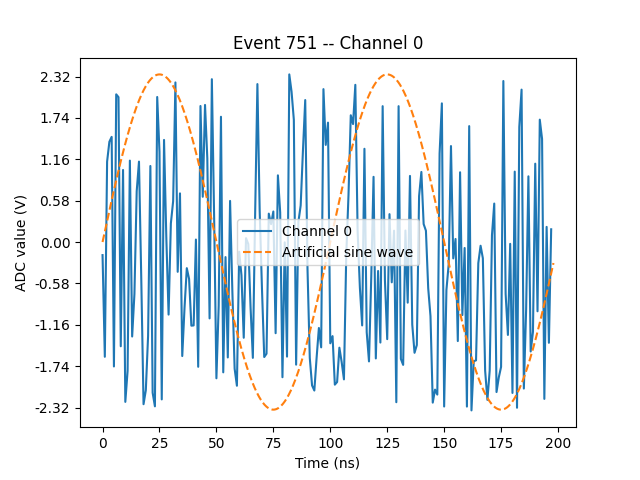 Event 751 -- Channel 0
ADC value (V)
2.32
1.74
1.16
0.58
0.00
-0.58
-1.16
-1.74
-2.32
Channel 0
Artificial sine wave
0 25 50 75 100 125 150 175 200
Time (ns)